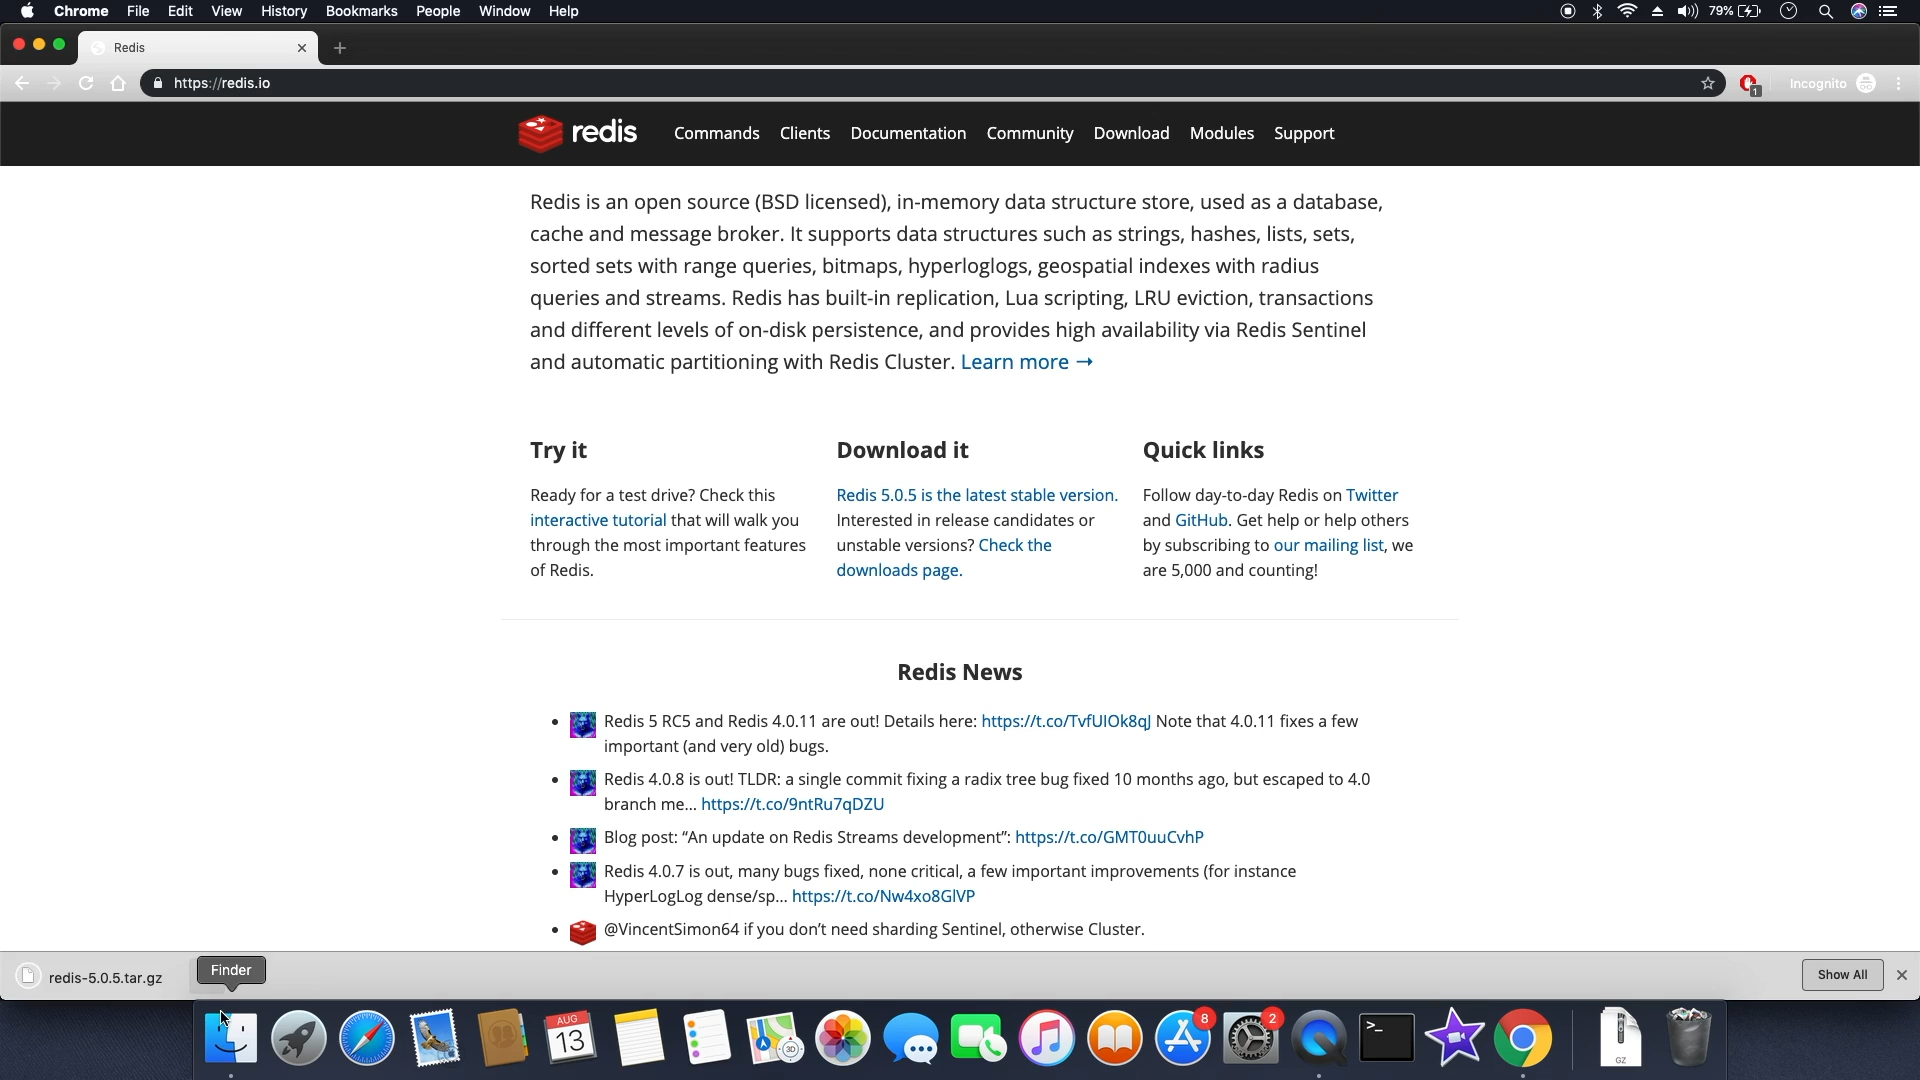 Chrome File Edit View History Bookmarks People Window Help 79%
Redis
https://redis.io 1 Incognito
redis Commands Clients Documentation Community Download Modules Support
Redis is an open source (BSD licensed), in-memory data structure store, used as a database,
cache and message broker. It supports data structures such as strings, hashes, lists, sets,
sorted sets with range queries, bitmaps, hyperloglogs, geospatial indexes with radius
queries and streams. Redis has built-in replication, Lua scripting, LRU eviction, transactions
and different levels of on-disk persistence, and provides high availability via Redis Sentinel
and automatic partitioning with Redis Cluster. Learn more →
Try it
Ready for a test drive? Check this
interactive tutorial that will walk you
through the most important features
of Redis.
Download it
Redis 5.0.5 is the latest stable version.
Interested in release candidates or
unstable versions? Check the
downloads page.
Quick links
Follow day-to-day Redis on Twitter
and GitHub. Get help or help others
by subscribing to our mailing list, we
are 5,000 and counting!
Redis News
Redis 5 RC5 and Redis 4.0.11 are out! Details here: https://t.co/TvfUIOk8qJ Note that 4.0.11 fixes a few
important (and very old) bugs.
Redis 4.0.8 is out! TLDR: a single commit fixing a radix tree bug fixed 10 months ago, but escaped to 4.0
branch me... https://t.co/9ntRu7qDZU
Blog post: “An update on Redis Streams development”: https://t.co/GMT0uuCvhP
Redis 4.0.7 is out, many bugs fixed, none critical, a few important improvements (for instance
HyperLogLog dense/sp... https://t.co/Nw4xo8GlVP
@VincentSimon64 if you don’t need sharding Sentinel, otherwise Cluster.
redis-5.0.5.tar.gz Finder Show All
AUG
13
3D
8
2
>_
GZ